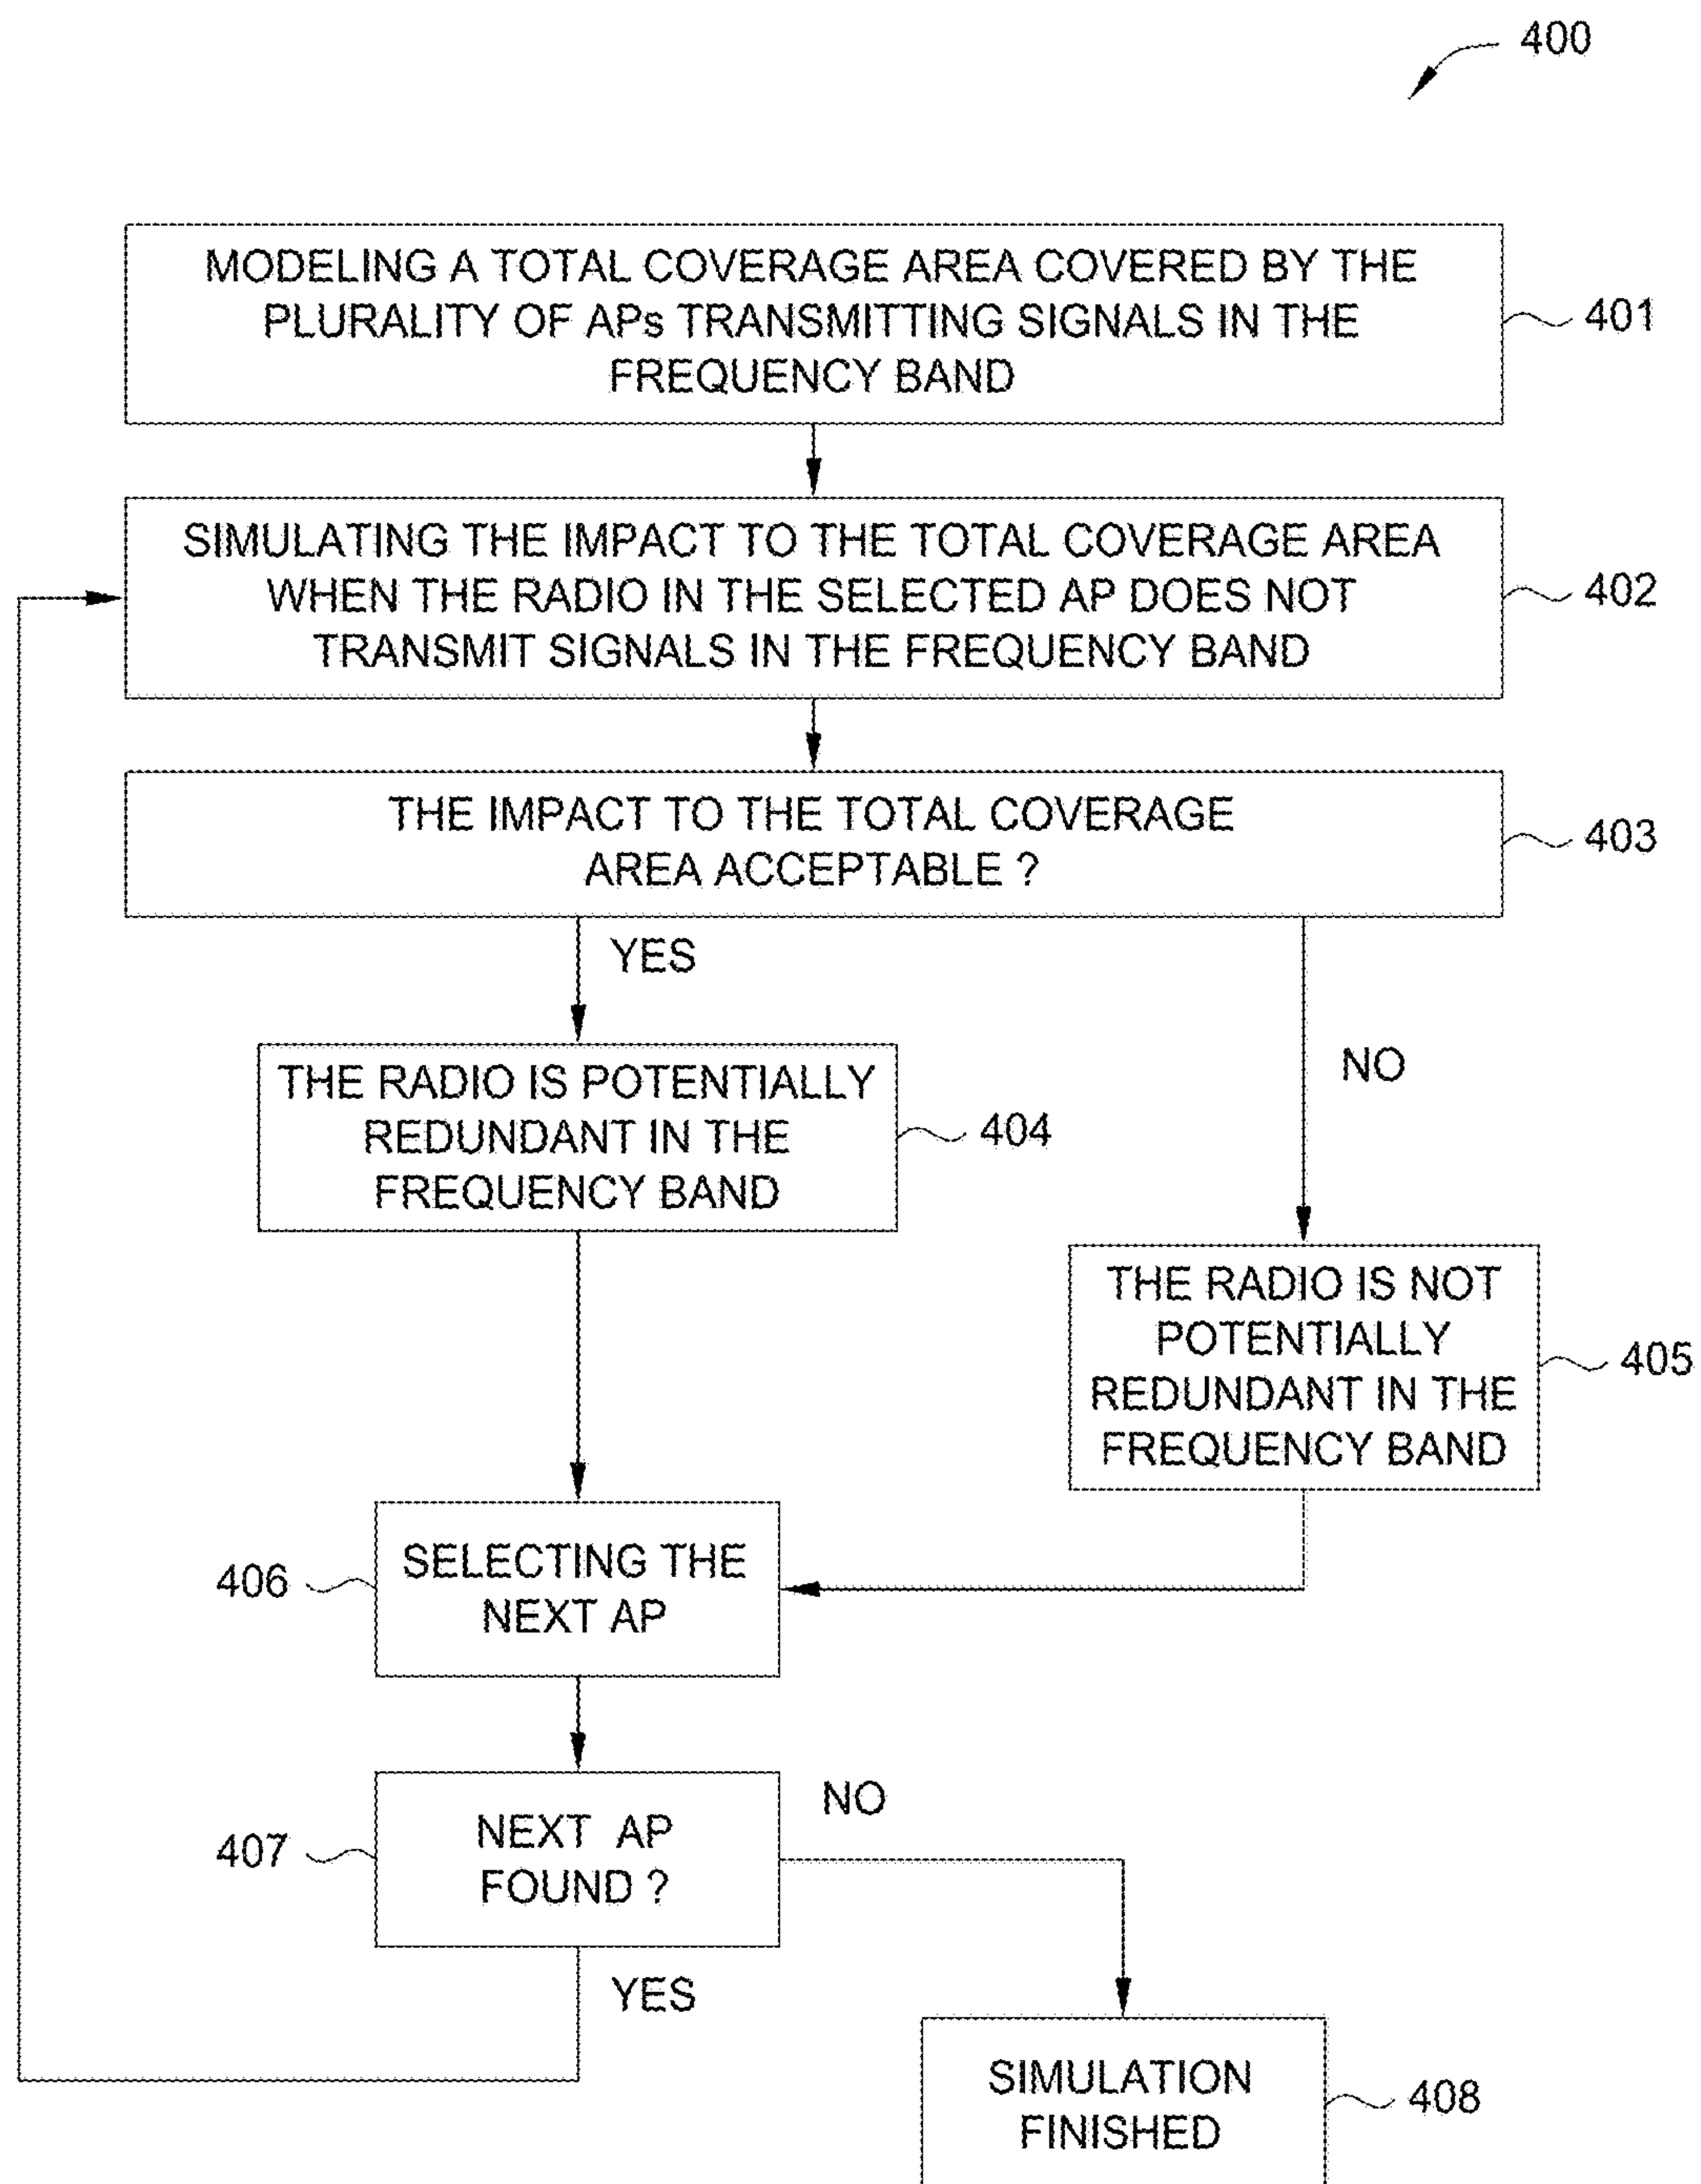 400
MODELING A TOTAL COVERAGE AREA COVERED BY THE
PLURALITY OF APs TRANSMITTING SIGNALS IN THE
FREQUENCY BAND
401
SIMULATING THE IMPACT TO THE TOTAL COVERAGE AREA
WHEN THE RADIO IN THE SELECTED AP DOES NOT
TRANSMIT SIGNALS IN THE FREQUENCY BAND
402
THE IMPACT TO THE TOTAL COVERAGE
AREA ACCEPTABLE ?
403
YES
NO
THE RADIO IS POTENTIALLY
REDUNDANT IN THE
FREQUENCY BAND
404
THE RADIO IS NOT
POTENTIALLY
REDUNDANT IN THE
FREQUENCY BAND
405
SELECTING THE
NEXT AP
406
NEXT AP
FOUND ?
407
NO
YES
SIMULATION
FINISHED
408